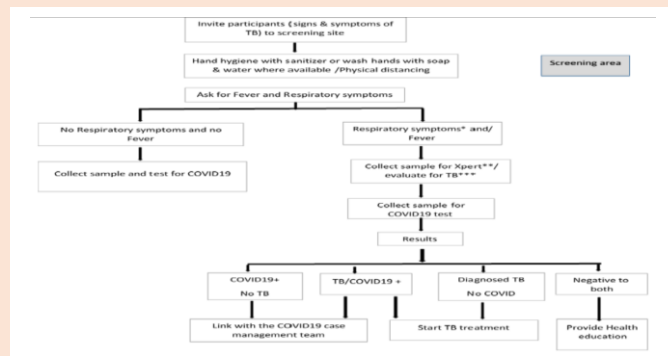 Invite participants (signs & symptoms of
TB) to screening site
Hand hygiene with sanitizer or wash hands with soap
& water where available /Physical distancing
Screening area
Ask for Fever and Respiratory symptoms
No Respiratory symptoms and no
Fever
Respiratory symptoms* and/
Fever
Collect sample and test for COVID19
Collect sample for Xpert**/
evaluate for TB***
Collect sample for
COVID19 test
Results
COVID19+
No TB
TB/COVID19 +
Diagnosed TB
No COVID
Negative to
both
Link with the COVID19 case
management team
Start TB treatment
Provide Health
education